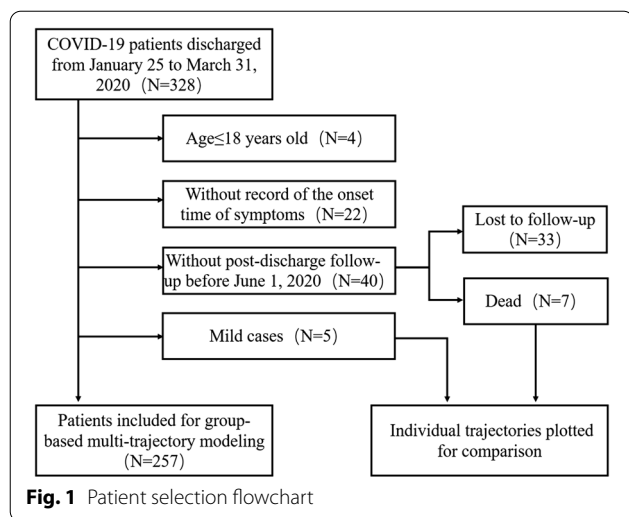 COVID-19 patients discharged
from January 25 to March 31,
2020（N=328）
Age≤18 years old（N=4）
Without record of the onset
time of symptoms（N=22）
Without post-discharge follow-
up before June 1, 2020（N=40）
Lost to follow-up
（N=33）
Dead（N=7）
Mild cases（N=5）
Patients included for group-
based multi-trajectory modeling
（N=257）
Individual trajectories plotted
for comparison
Fig. 1 Patient selection flowchart